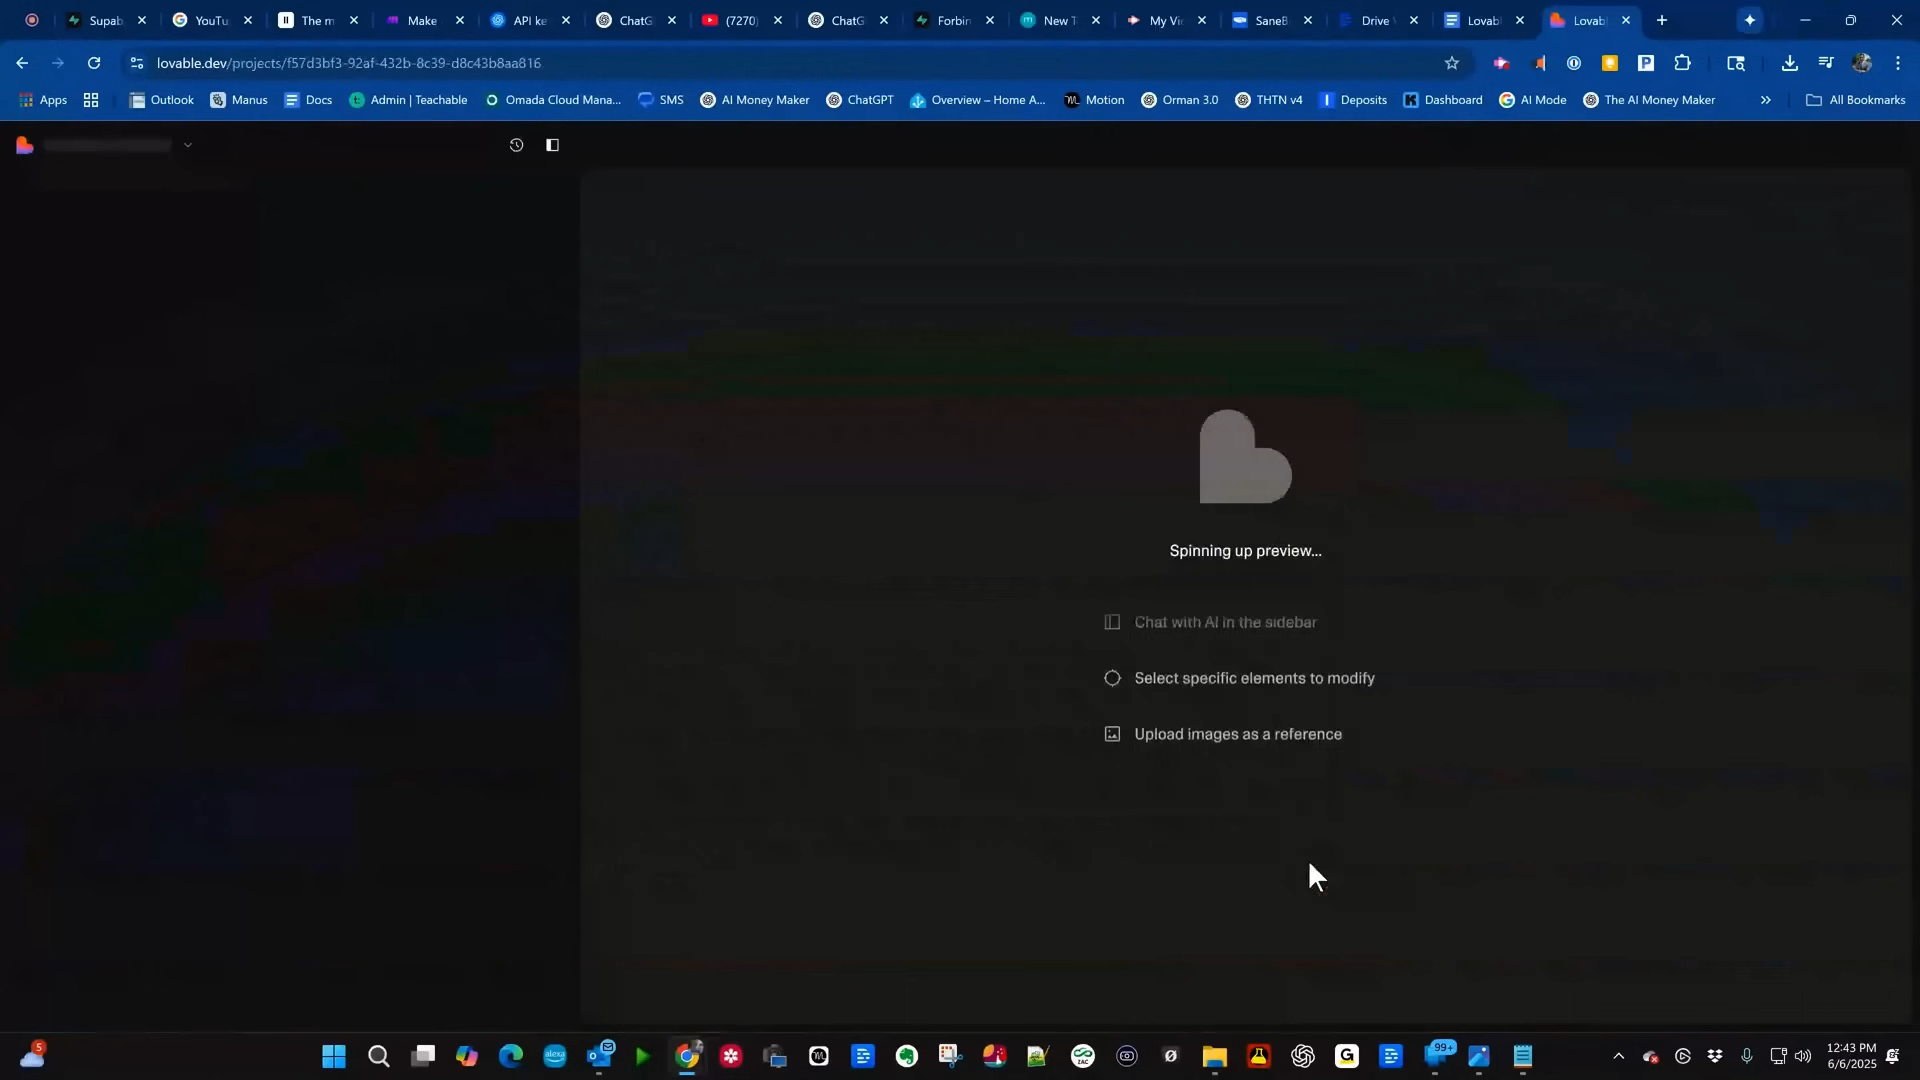 Supab
YouTu
The m
Make
API ke
ChatG
(7270)
ChatG
Forbin
New T
My Vi
SaneB
Drive
Lovabl
Lovabl
lovable.dev/projects/f57d3bf3-92af-432b-8c39-d8c43b8aa816
Apps
Outlook
Manus
Docs
Admin | Teachable
Omada Cloud Mana...
SMS
AI Money Maker
ChatGPT
Overview – Home A...
Motion
Orman 3.0
THTN v4
Deposits
Dashboard
AI Mode
The AI Money Maker
All Bookmarks
Spinning up preview...
Chat with AI in the sidebar
Select specific elements to modify
Upload images as a reference
5
alexa
ZAC
99+
12:43 PM
6/6/2025